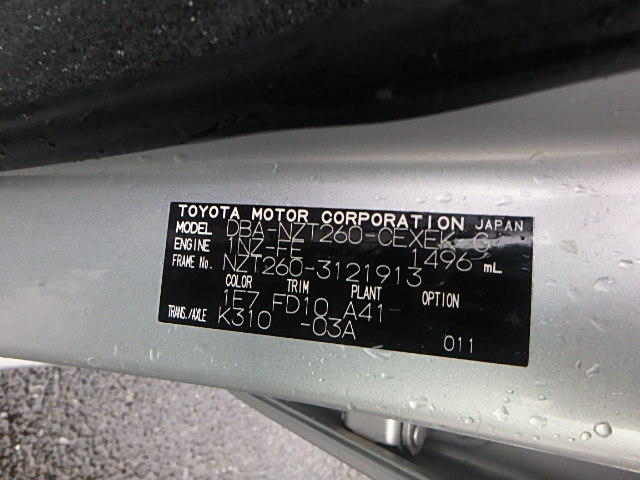 TOYOTA MOTOR CORPORATION JAPAN
MODEL DBA-NZT260-CEXEK G
ENGINE 1NZ-FE 1496 mL
FRAME No. NZT260-3121913
COLOR TRIM PLANT OPTION
1E7 FD10 A41
TRANS./AXLE K310 -03A
011